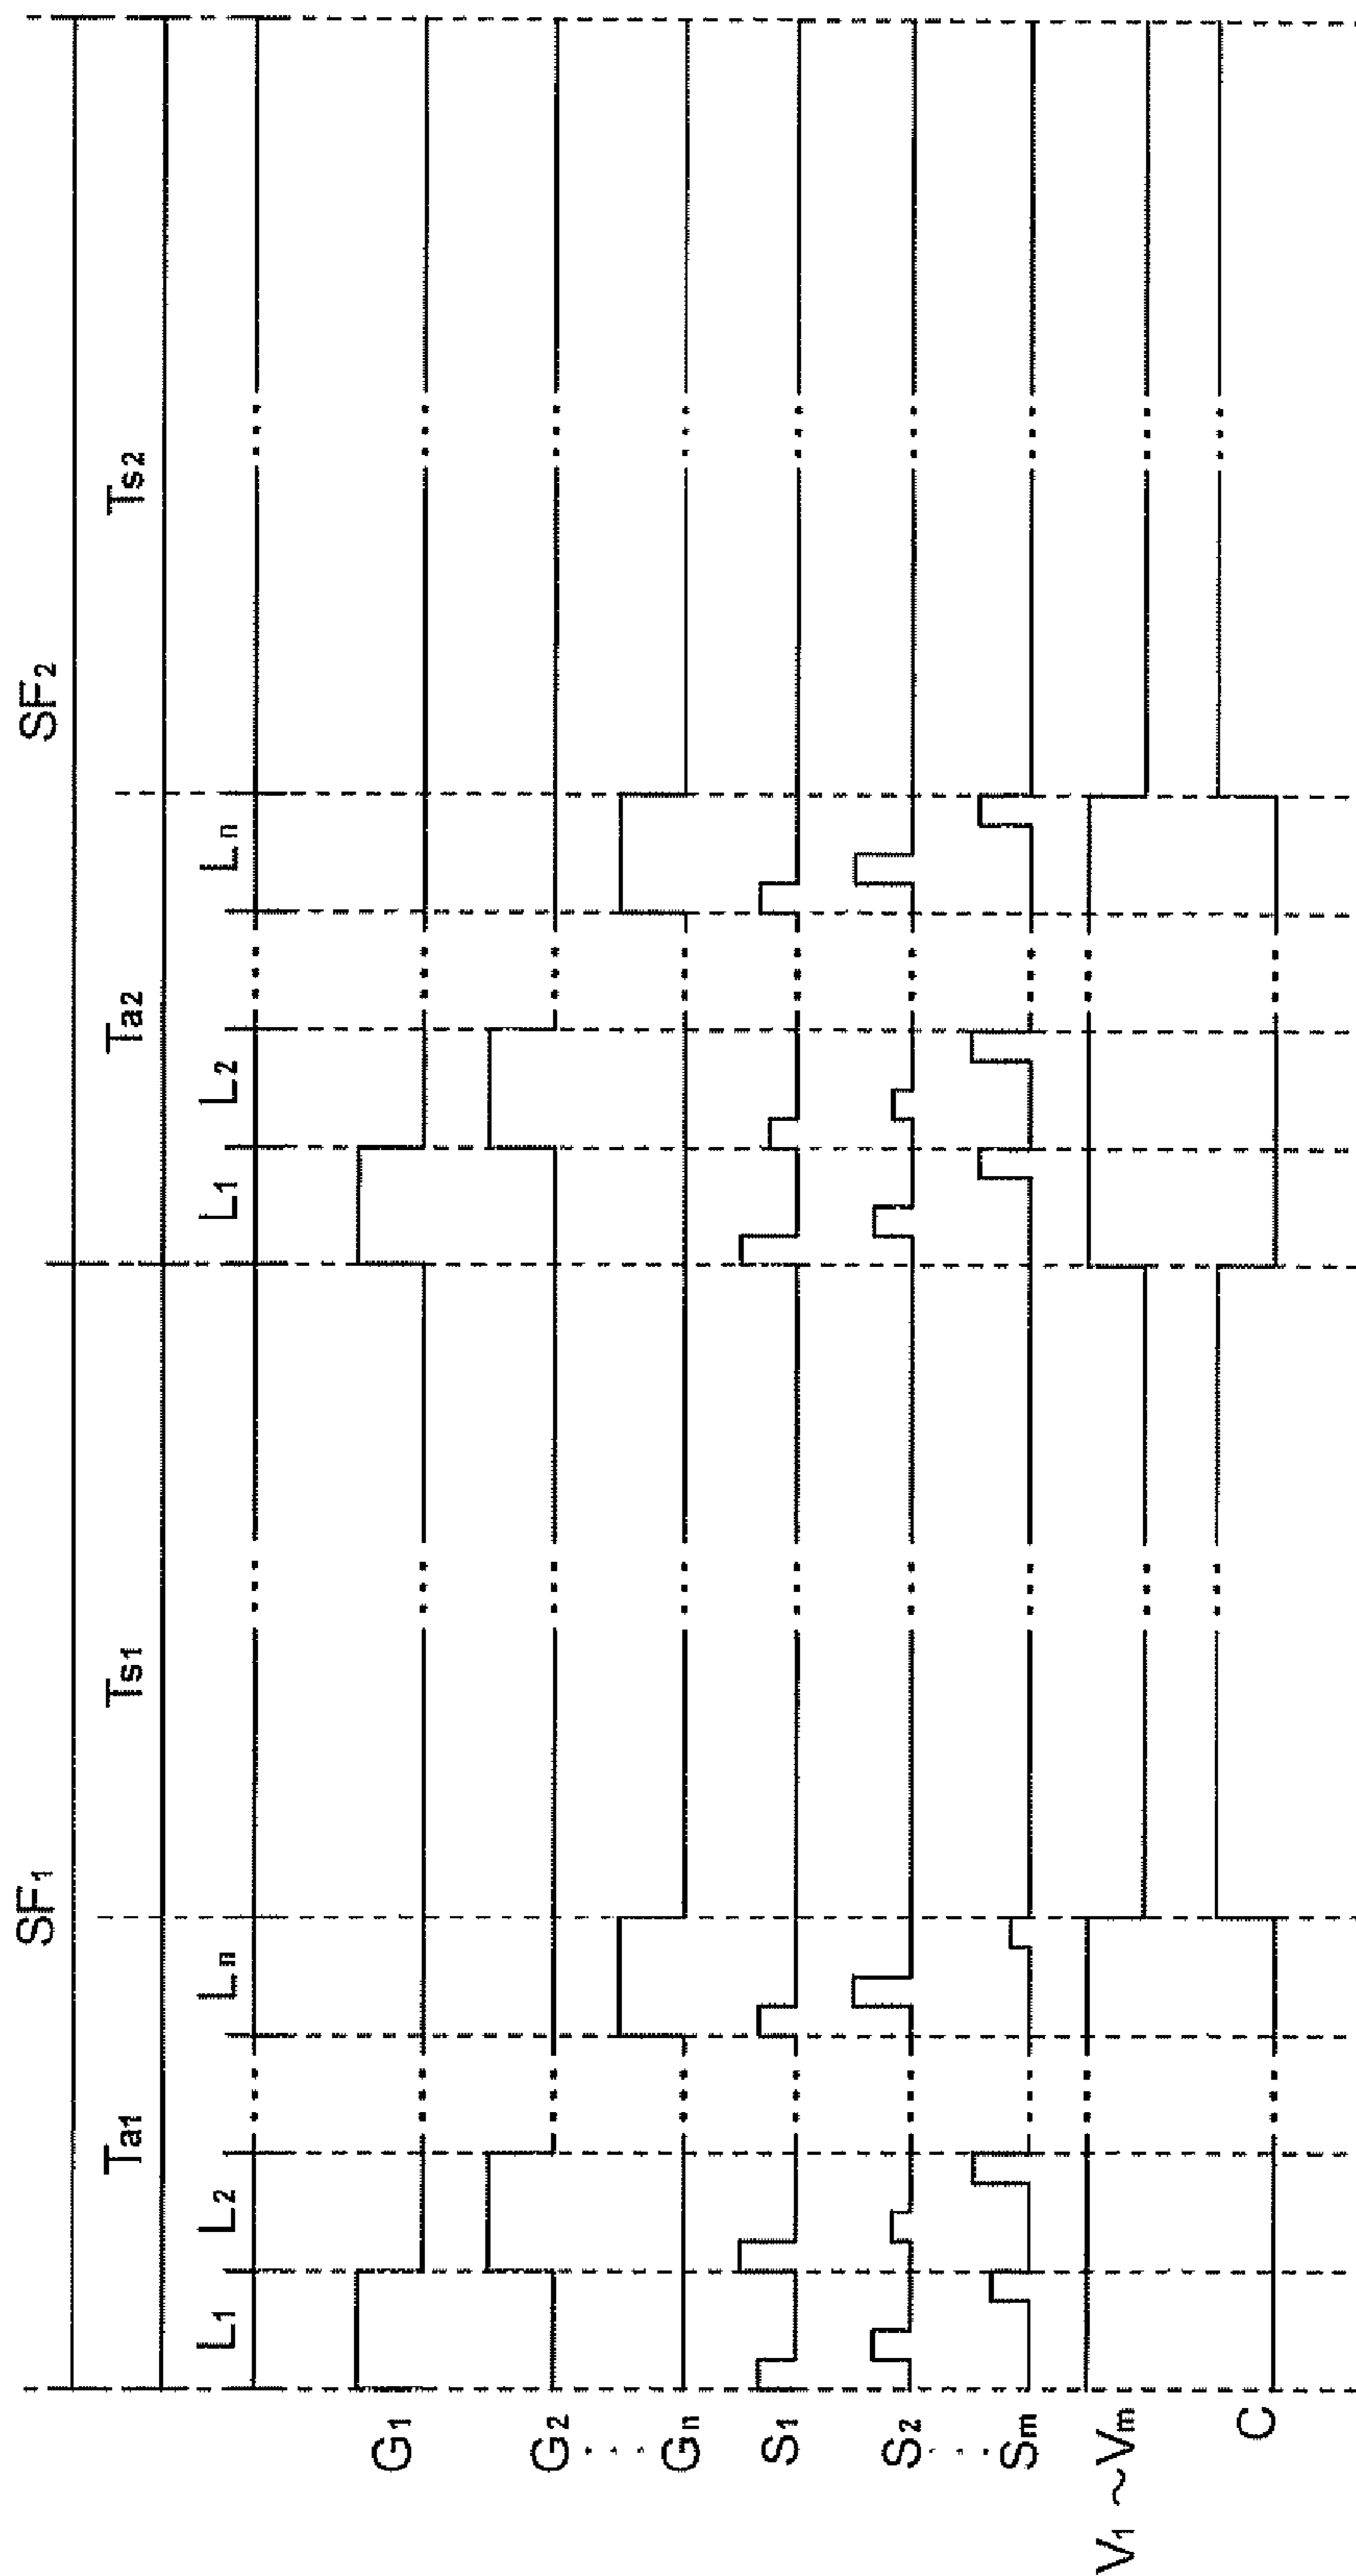 SF1 SF2
Ta1 Ts1 Ta2 Ts2
L1 L2 Ln L1 L2 Ln
G1
G2
Gn
S1
S2
Sm
V1 ~Vm
C